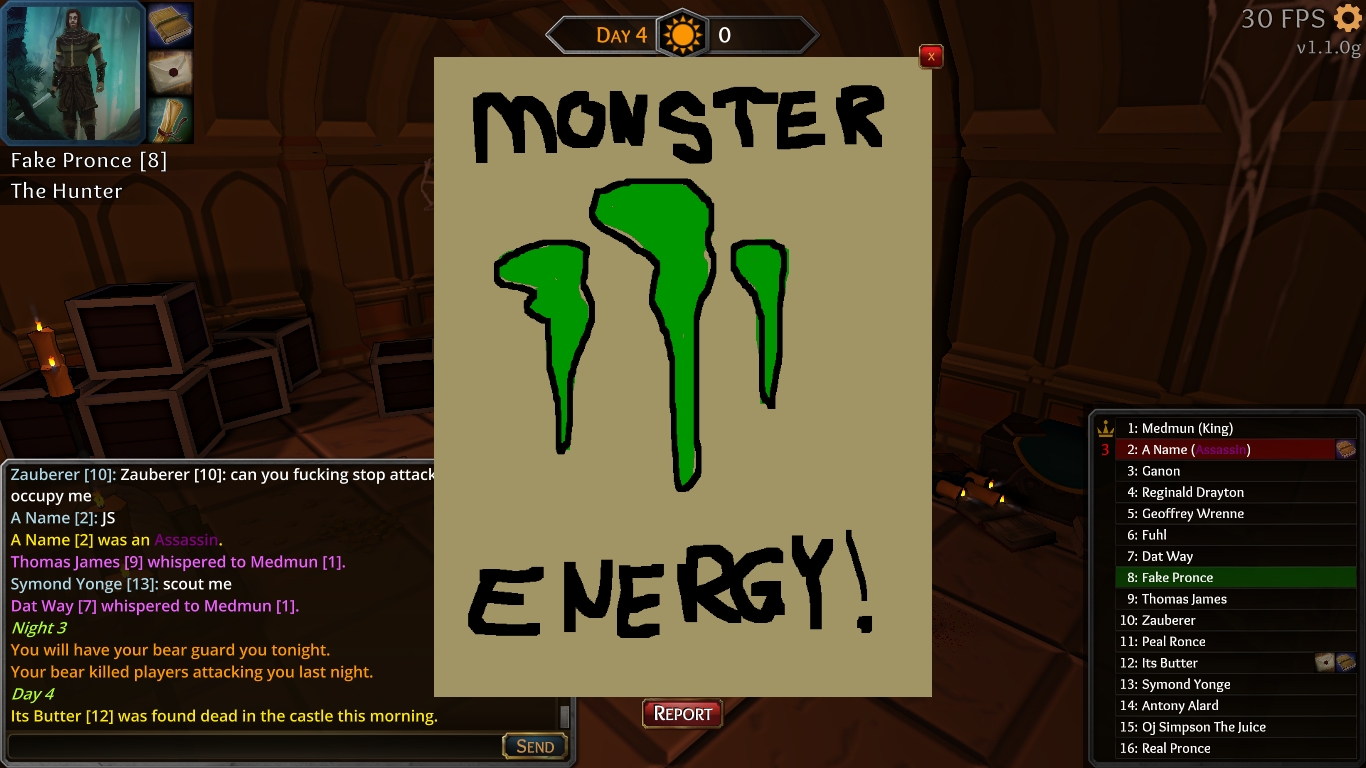 DAY 4
0
30 FPS
v1.1.0g
x
Fake Pronce [8]
The Hunter
MONSTER
ENERGY!
Zauberer [10]: Zauberer [10]: can you fucking stop attack
occupy me
A Name [2]: JS
A Name [2] was an Assassin.
Thomas James [9] whispered to Medmun [1].
Symond Yonge [13]: scout me
Dat Way [7] whispered to Medmun [1].
Night 3
You will have your bear guard you tonight.
Your bear killed players attacking you last night.
Day 4
Its Butter [12] was found dead in the castle this morning.
SEND
REPORT
1: Medmun (King)
3 2: A Name (Assassin)
3: Ganon
4: Reginald Drayton
5: Geoffrey Wrenne
6: Fuhl
7: Dat Way
8: Fake Pronce
9: Thomas James
10: Zauberer
11: Peal Ronce
12: Its Butter
13: Symond Yonge
14: Antony Alard
15: Oj Simpson The Juice
16: Real Pronce